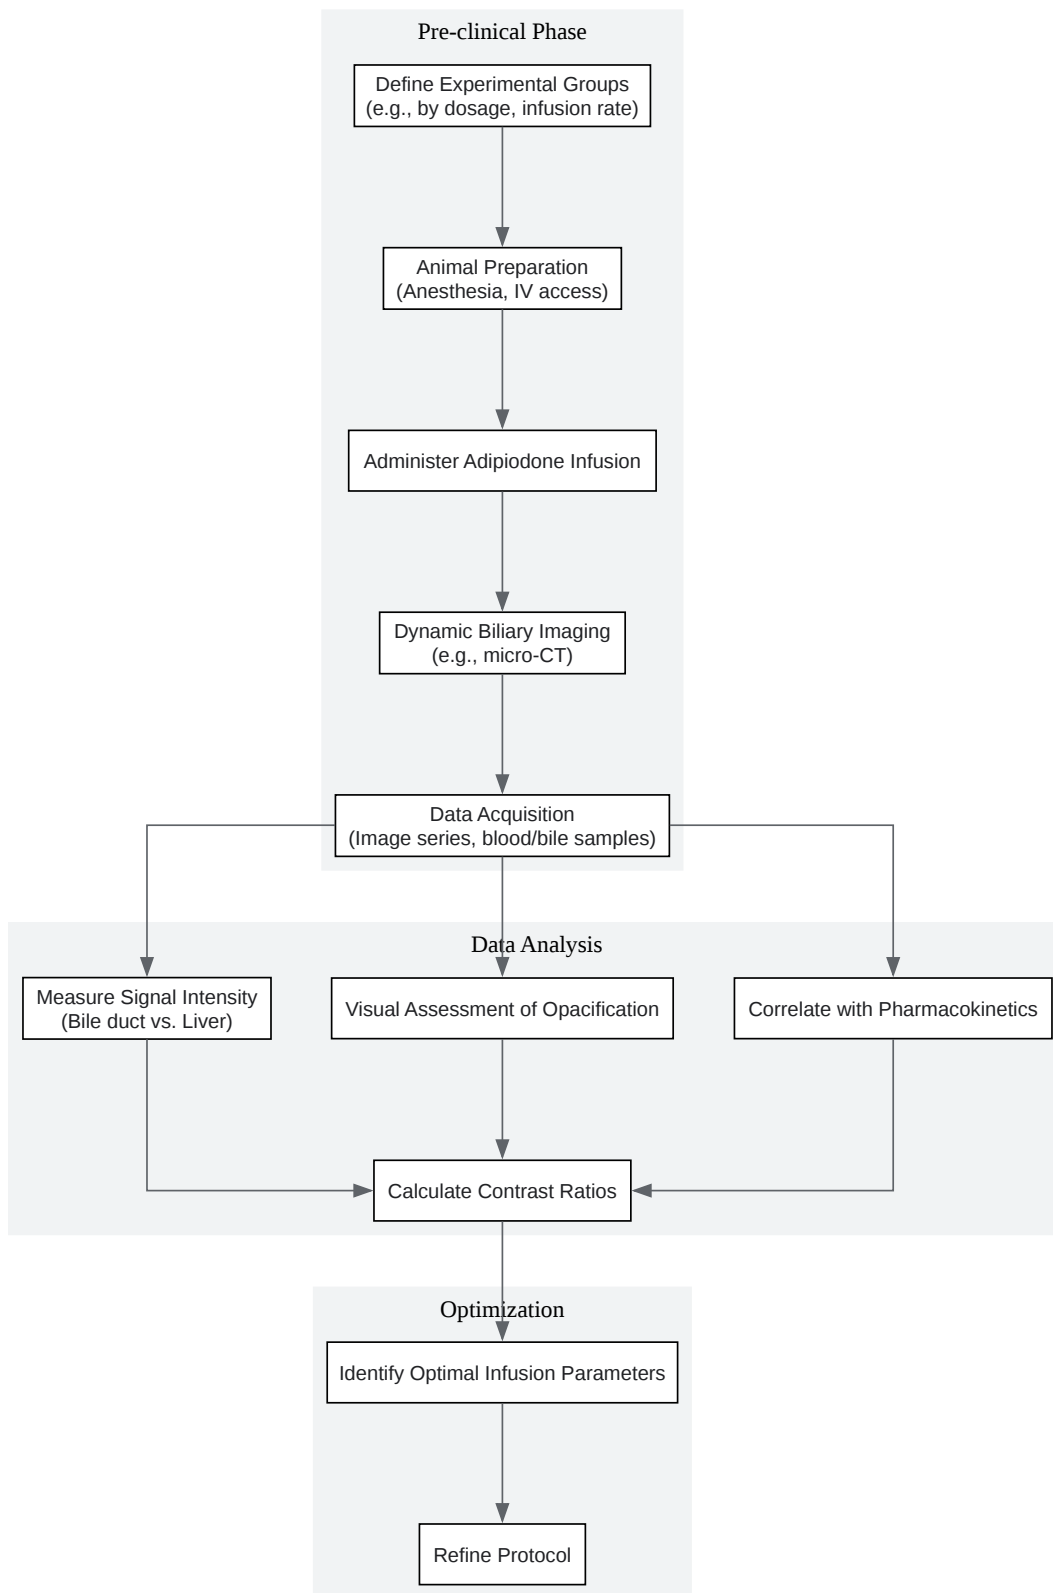 Pre-clinical Phase
Define Experimental Groups
(e.g., by dosage, infusion rate)
Animal Preparation
(Anesthesia, IV access)
Administer Adipiodone Infusion
Dynamic Biliary Imaging
(e.g., micro-CT)
Data Acquisition
(Image series, blood/bile samples)
Data Analysis
Measure Signal Intensity
(Bile duct vs. Liver)
Visual Assessment of Opacification
Correlate with Pharmacokinetics
Calculate Contrast Ratios
Optimization
Identify Optimal Infusion Parameters
Refine Protocol